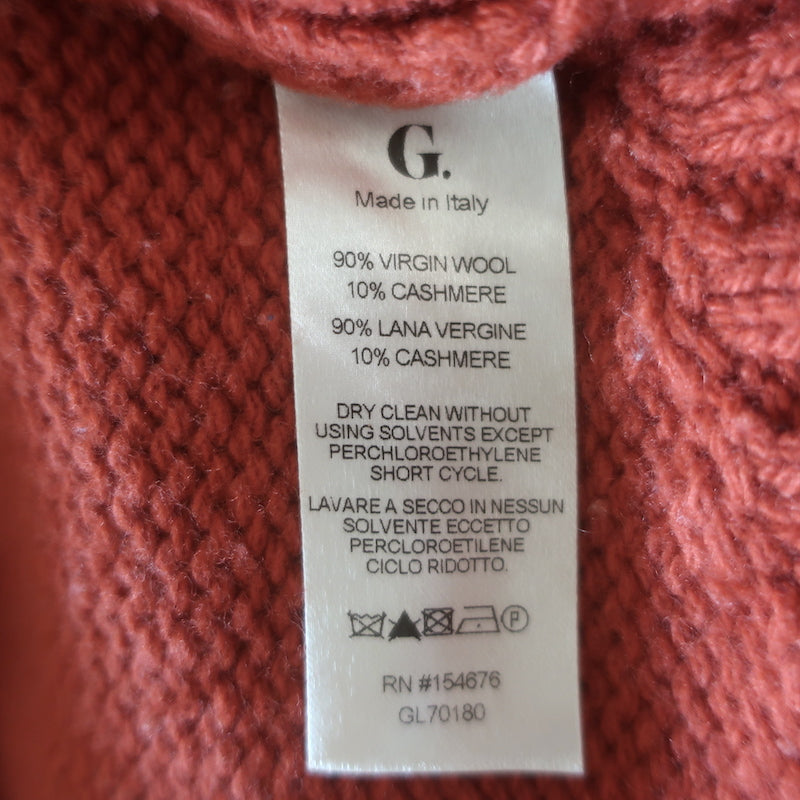 G.
Made in Italy
90% VIRGIN WOOL
10% CASHMERE
90% LANA VERGINE
10% CASHMERE
DRY CLEAN WITHOUT
USING SOLVENTS EXCEPT
PERCHLOROETHYLENE
SHORT CYCLE.
LAVARE A SECCO IN NESSUN
SOLVENTE ECCETTO
PERCLOROETILENE
CICLO RIDOTTO.
P
RN #154676
GL70180